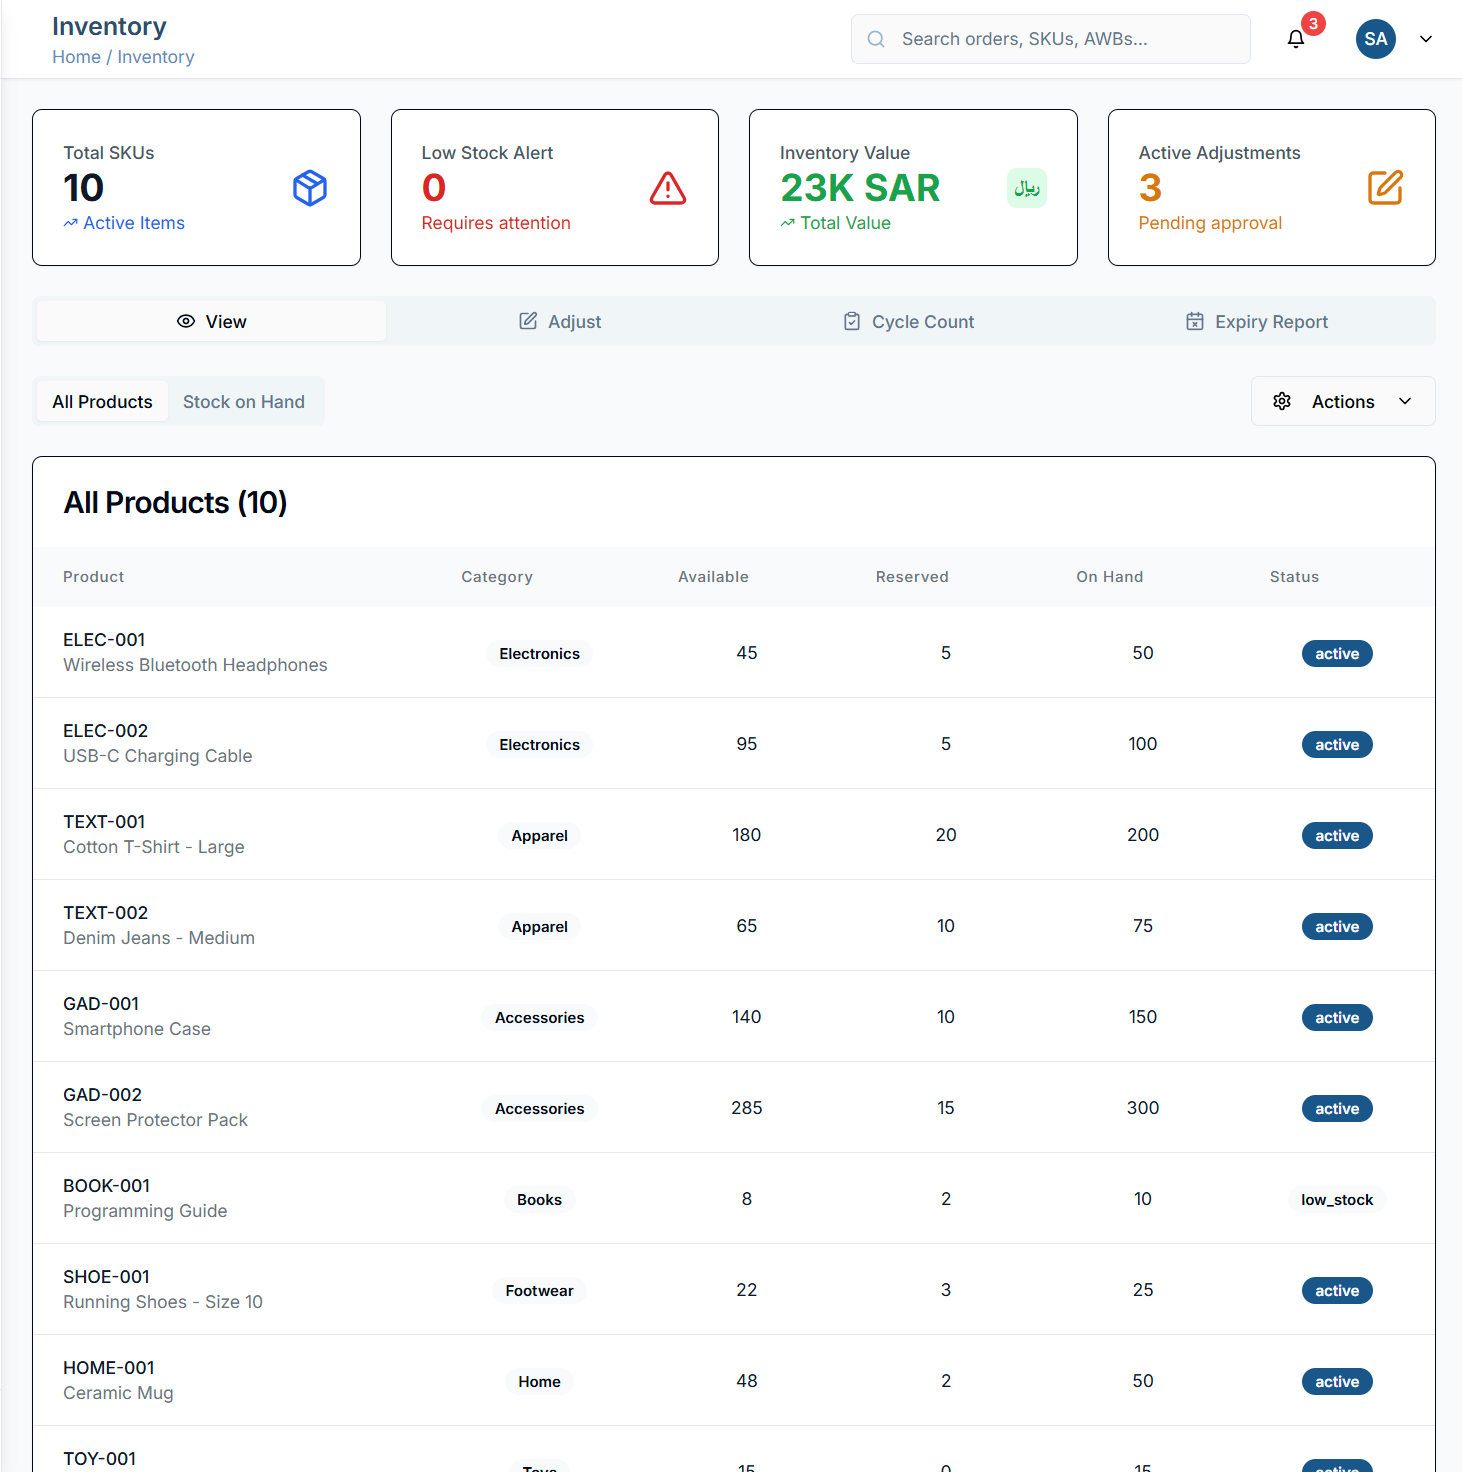 Inventory
Home / Inventory
Search orders, SKUs, AWBs...
3
SA
Total SKUs
10
Active Items
Low Stock Alert
0
Requires attention
Inventory Value
23K SAR
Total Value
ريال
Active Adjustments
3
Pending approval
View
Adjust
Cycle Count
Expiry Report
All Products
Stock on Hand
Actions
All Products (10)
Product Category Available Reserved On Hand Status
ELEC-001
Wireless Bluetooth Headphones
Electronics 45 5 50 active
ELEC-002
USB-C Charging Cable
Electronics 95 5 100 active
TEXT-001
Cotton T-Shirt - Large
Apparel 180 20 200 active
TEXT-002
Denim Jeans - Medium
Apparel 65 10 75 active
GAD-001
Smartphone Case
Accessories 140 10 150 active
GAD-002
Screen Protector Pack
Accessories 285 15 300 active
BOOK-001
Programming Guide
Books 8 2 10 low_stock
SHOE-001
Running Shoes - Size 10
Footwear 22 3 25 active
HOME-001
Ceramic Mug
Home 48 2 50 active
TOY-001
Toys 15 0 15 active